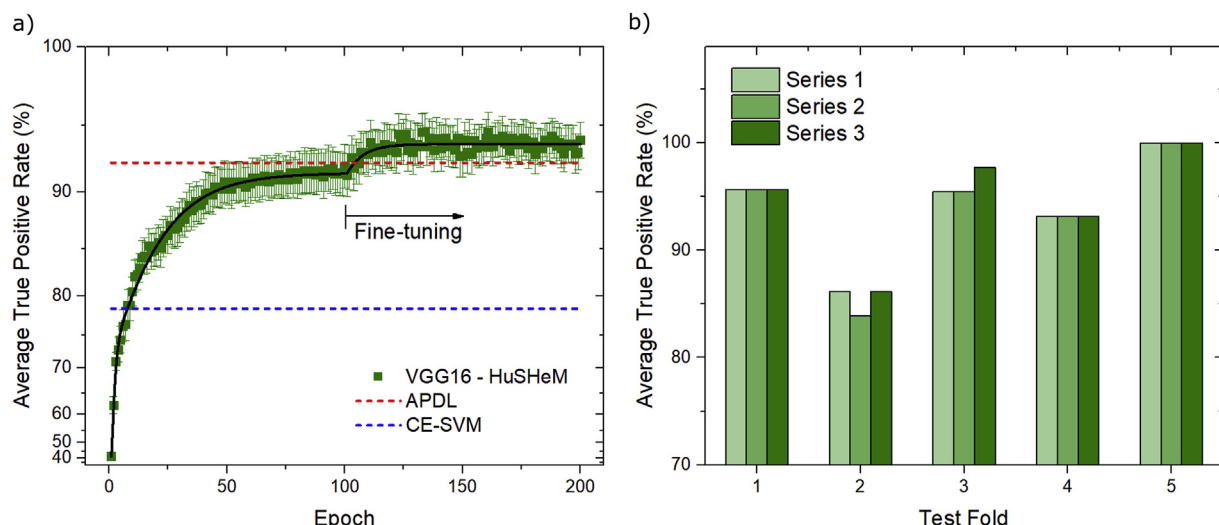 a)
Average True Positive Rate (%)
100
90
80
70
60
50
40
Fine-tuning
VGG16 - HuSHeM
APDL
CE-SVM
0 50 100 150 200
Epoch
b)
Average True Positive Rate (%)
Series 1
Series 2
Series 3
100
90
80
70
1 2 3 4 5
Test Fold